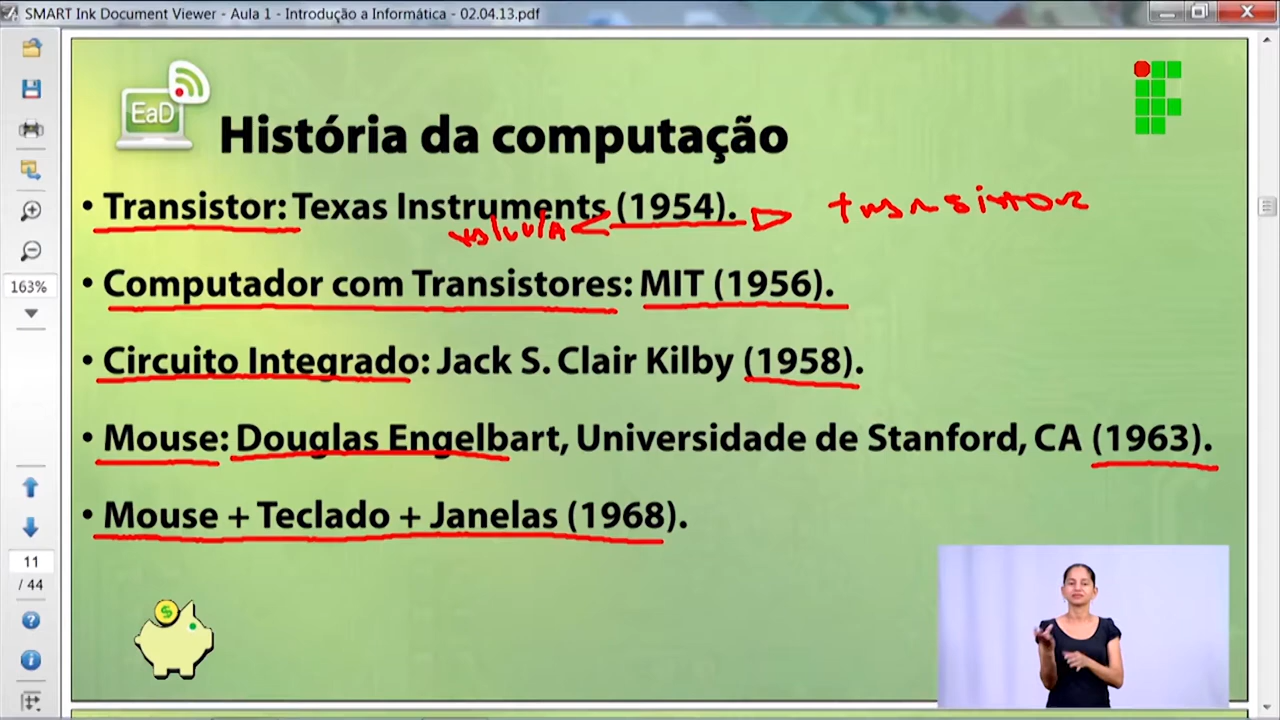 SMART Ink Document Viewer - Aula 1 - Introdução a Informática - 02.04.13.pdf
EaD
História da computação
• Transistor: Texas Instruments (1954).
• Computador com Transistores: MIT (1956).
163%
• Circuito Integrado: Jack S. Clair Kilby (1958).
• Mouse: Douglas Engelbart, Universidade de Stanford, CA (1963).
• Mouse + Teclado + Janelas (1968).
11
/ 44
$